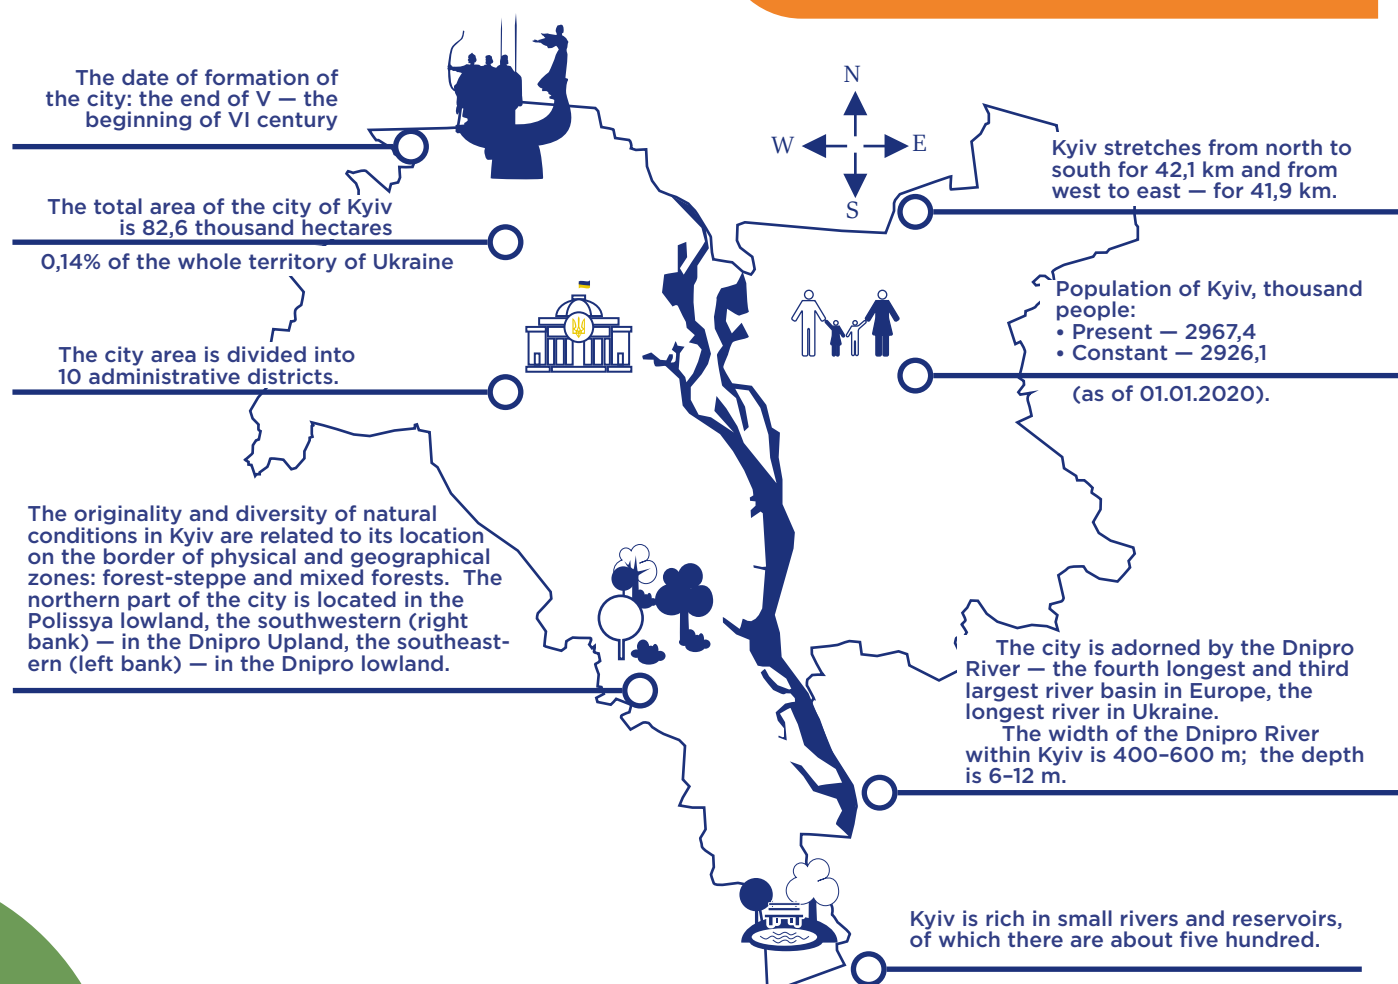 The date of formation of
the city: the end of V — the
beginning of VI century
The total area of the city of Kyiv
is 82,6 thousand hectares
0,14% of the whole territory of Ukraine
The city area is divided into
10 administrative districts.
The originality and diversity of natural
conditions in Kyiv are related to its location
on the border of physical and geographical
zones: forest-steppe and mixed forests.  The
northern part of the city is located in the
Polissya lowland, the southwestern (right
bank) — in the Dnipro Upland, the southeast-
ern (left bank) — in the Dnipro lowland.
N
W
E
S
Kyiv stretches from north to
south for 42,1 km and from
west to east — for 41,9 km.
Population of Kyiv, thousand
people:
• Present — 2967,4
• Constant — 2926,1
(as of 01.01.2020).
The city is adorned by the Dnipro
River — the fourth longest and third
largest river basin in Europe, the
longest river in Ukraine.
The width of the Dnipro River
within Kyiv is 400–600 m;  the depth
is 6–12 m.
Kyiv is rich in small rivers and reservoirs,
of which there are about five hundred.